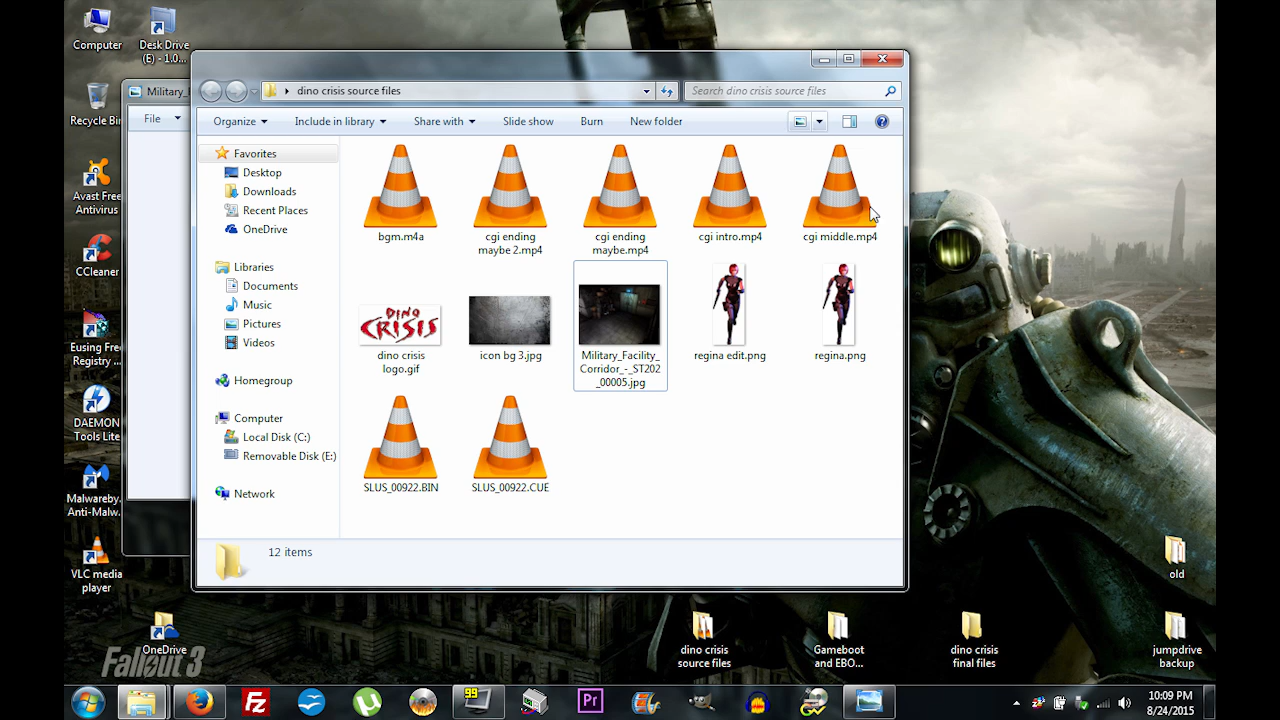 Computer
Desk Drive
(E) - 1.0...
Recycle Bin
Avast Free
Antivirus
CCleaner
Eusing Free
Registry ...
DAEMON
Tools Lite
Malwareby...
Anti-Malw...
VLC media
player
OneDrive
Fallout 3
File
dino crisis source files
Search dino crisis source files
Organize
Include in library
Share with
Slide show
Burn
New folder
Favorites
Desktop
Downloads
Recent Places
OneDrive
Libraries
Documents
Music
Pictures
Videos
Homegroup
Computer
Local Disk (C:)
Removable Disk (E:)
Network
bgm.m4a
cgi ending
maybe 2.mp4
cgi ending
maybe.mp4
cgi intro.mp4
cgi middle.mp4
DINO
CRISIS
dino crisis
logo.gif
icon bg 3.jpg
Military_Facility_
Corridor_-_ST202
_00005.jpg
regina edit.png
regina.png
SLUS_00922.BIN
SLUS_00922.CUE
12 items
old
dino crisis
source files
Gameboot
and EBO...
dino crisis
final files
jumpdrive
backup
Fz
99
Pr
10:09 PM
8/24/2015